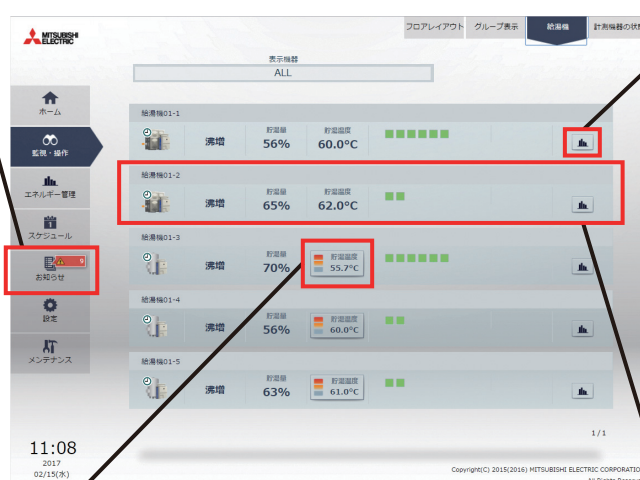 MITSUBISHI
ELECTRIC
フロアレイアウト グループ表示 給湯機 計測機器の状態
表示機器
ALL
ホーム
監視・操作
エネルギー管理
スケジュール
9
お知らせ
設定
メンテナンス
給湯機01-1
沸増 貯湯量 56% 貯湯温度 60.0°C
給湯機01-2
沸増 貯湯量 65% 貯湯温度 62.0°C
給湯機01-3
沸増 貯湯量 70% 貯湯温度 55.7°C
給湯機01-4
沸増 貯湯量 56% 貯湯温度 60.0°C
給湯機01-5
沸増 貯湯量 63% 貯湯温度 61.0°C
1/1
11:08
2017
02/15(水)
Copyright(C) 2015(2016) MITSUBISHI ELECTRIC CORPORATIO